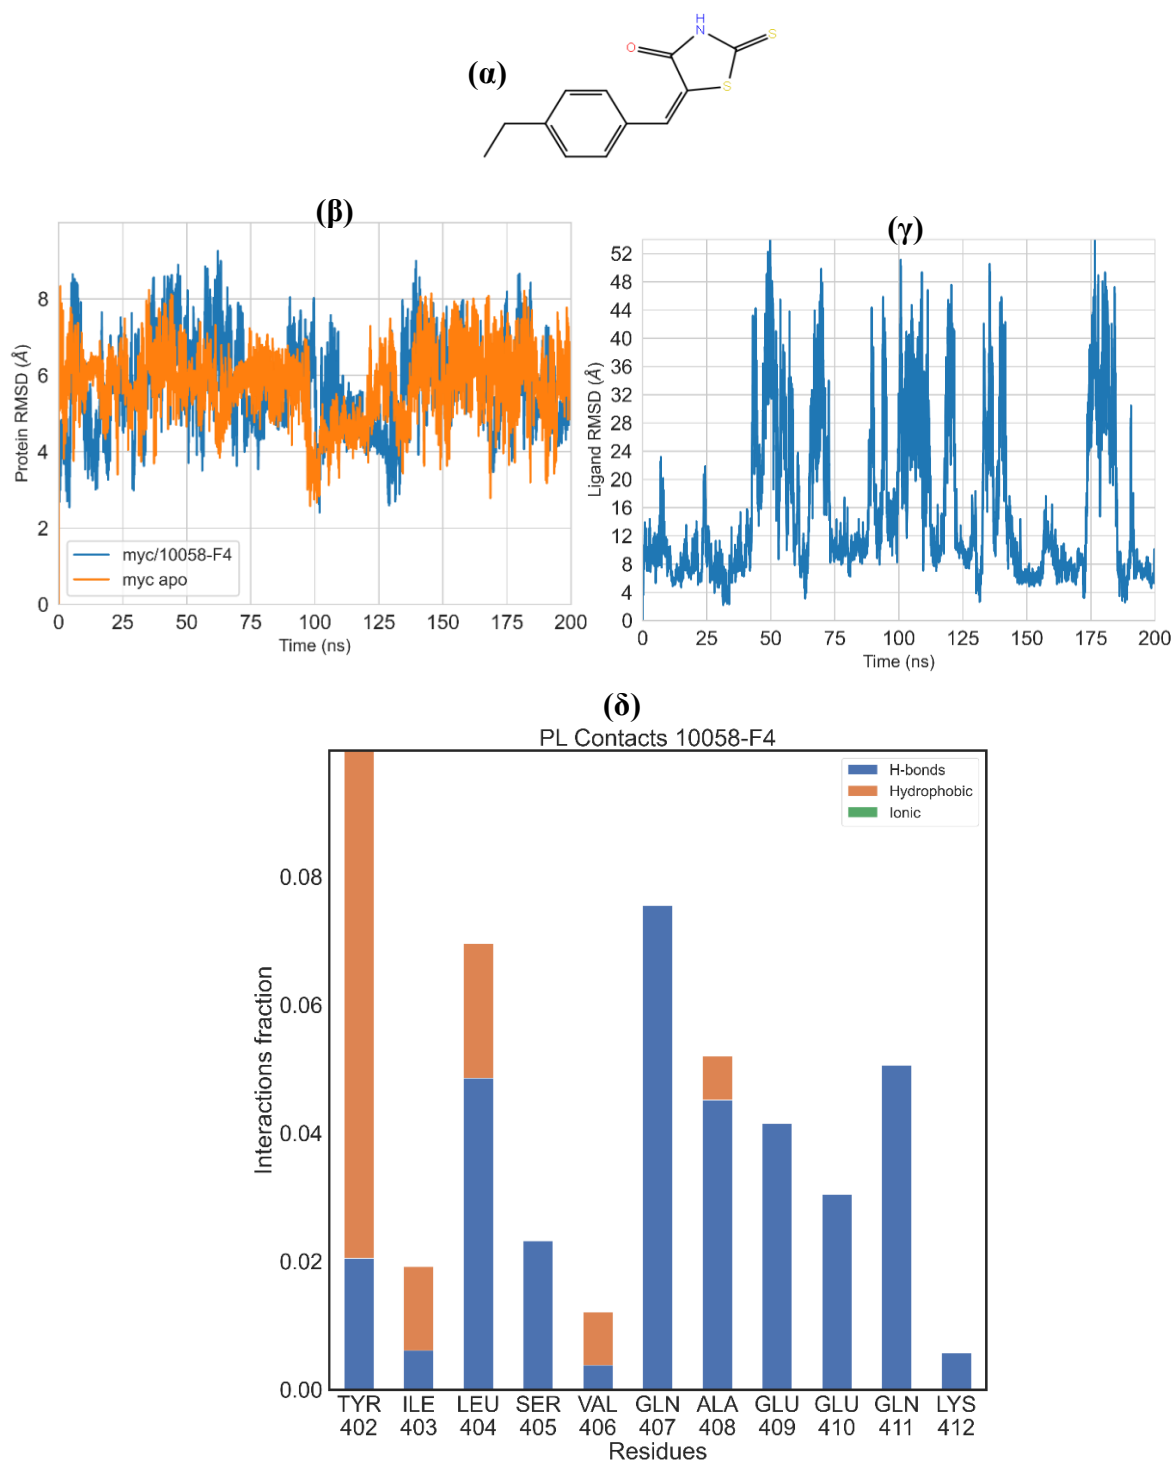 (α)
O
H
N
S
S
(β)
Protein RMSD (Å)
8
6
4
2
0
myc/10058-F4
myc apo
0 25 50 75 100 125 150 175 200
Time (ns)
(γ)
Ligand RMSD (Å)
52
48
44
40
36
32
28
24
20
16
12
8
4
0
0 25 50 75 100 125 150 175 200
Time (ns)
(δ)
PL Contacts 10058-F4
H-bonds
Hydrophobic
Ionic
Interactions fraction
0.08
0.06
0.04
0.02
0.00
TYR ILE LEU SER VAL GLN ALA GLU GLU GLN LYS
402 403 404 405 406 407 408 409 410 411 412
Residues